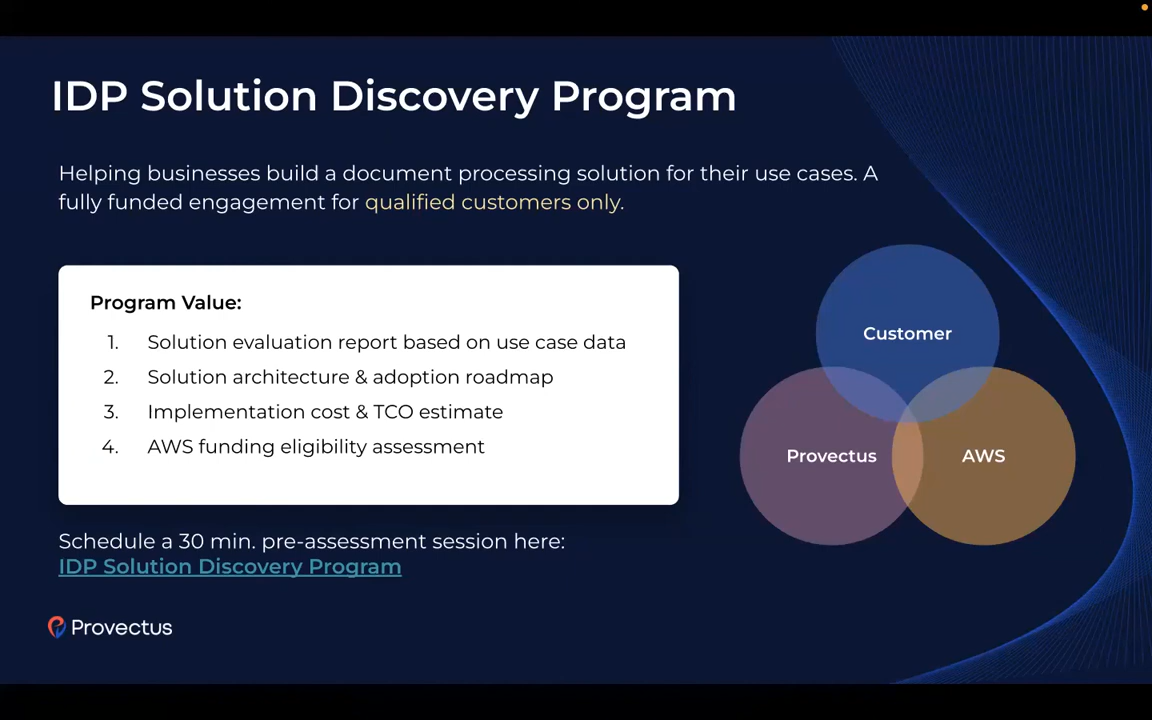 IDP Solution Discovery Program
Helping businesses build a document processing solution for their use cases. A
fully funded engagement for qualified customers only.
Program Value:
1. Solution evaluation report based on use case data
2. Solution architecture & adoption roadmap
3. Implementation cost & TCO estimate
4. AWS funding eligibility assessment
Customer
Provectus
AWS
Schedule a 30 min. pre-assessment session here:
IDP Solution Discovery Program
Provectus